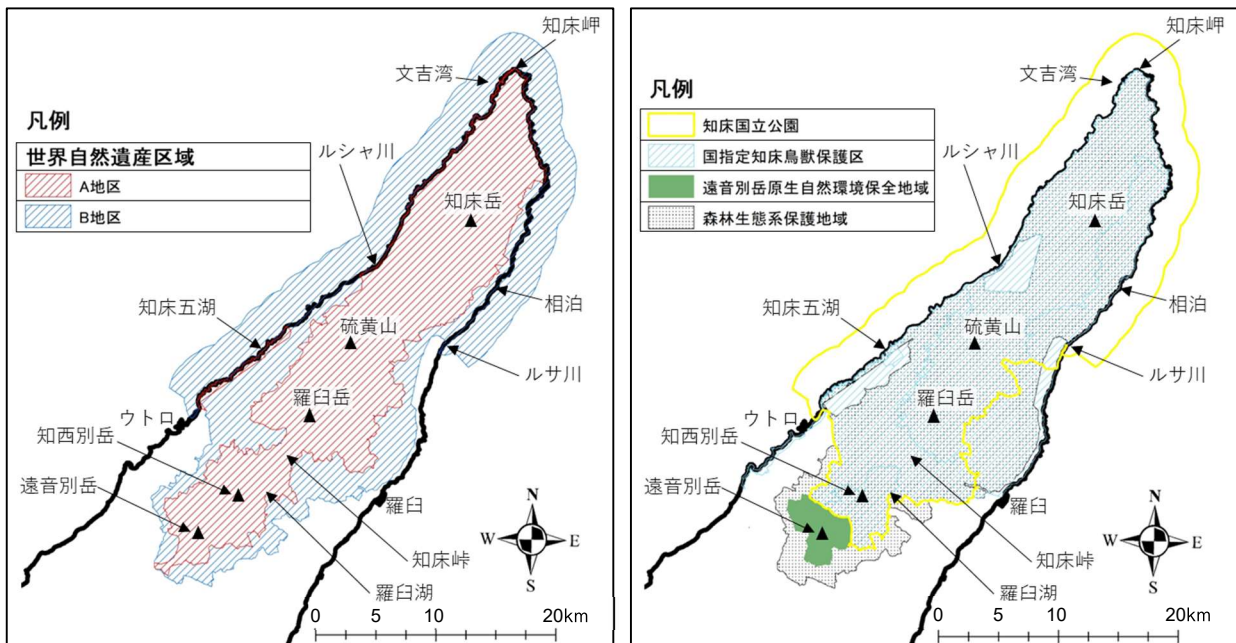 知床岬
文吉湾
凡例
世界自然遺産区域
A地区
B地区
ルシャ川
知床岳
知床五湖
硫黄山
相泊
ルサ川
羅臼岳
ウトロ
知西別岳
遠音別岳
羅臼
知床峠
羅臼湖
N
W
E
S
0 5 10 20km
知床岬
文吉湾
凡例
知床国立公園
国指定知床鳥獣保護区
遠音別岳原生自然環境保全地域
森林生態系保護地域
ルシャ川
知床岳
知床五湖
硫黄山
相泊
ルサ川
羅臼岳
ウトロ
知西別岳
遠音別岳
羅臼
知床峠
羅臼湖
N
W
E
S
0 5 10 20km